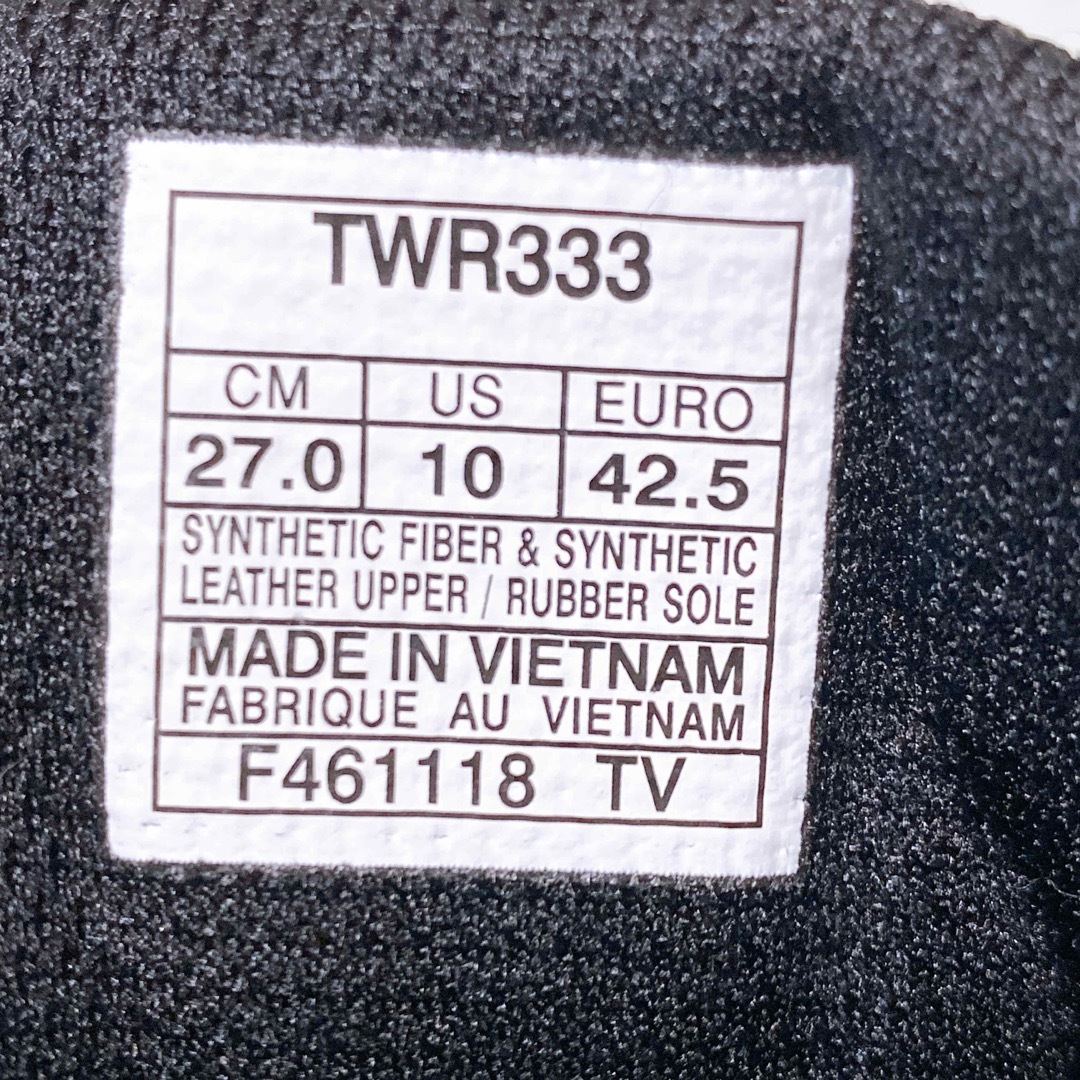 TWR333
CM US EURO
27.0 10 42.5
SYNTHETIC FIBER & SYNTHETIC
LEATHER UPPER / RUBBER SOLE
MADE IN VIETNAM
FABRIQUE AU VIETNAM
F461118 TV